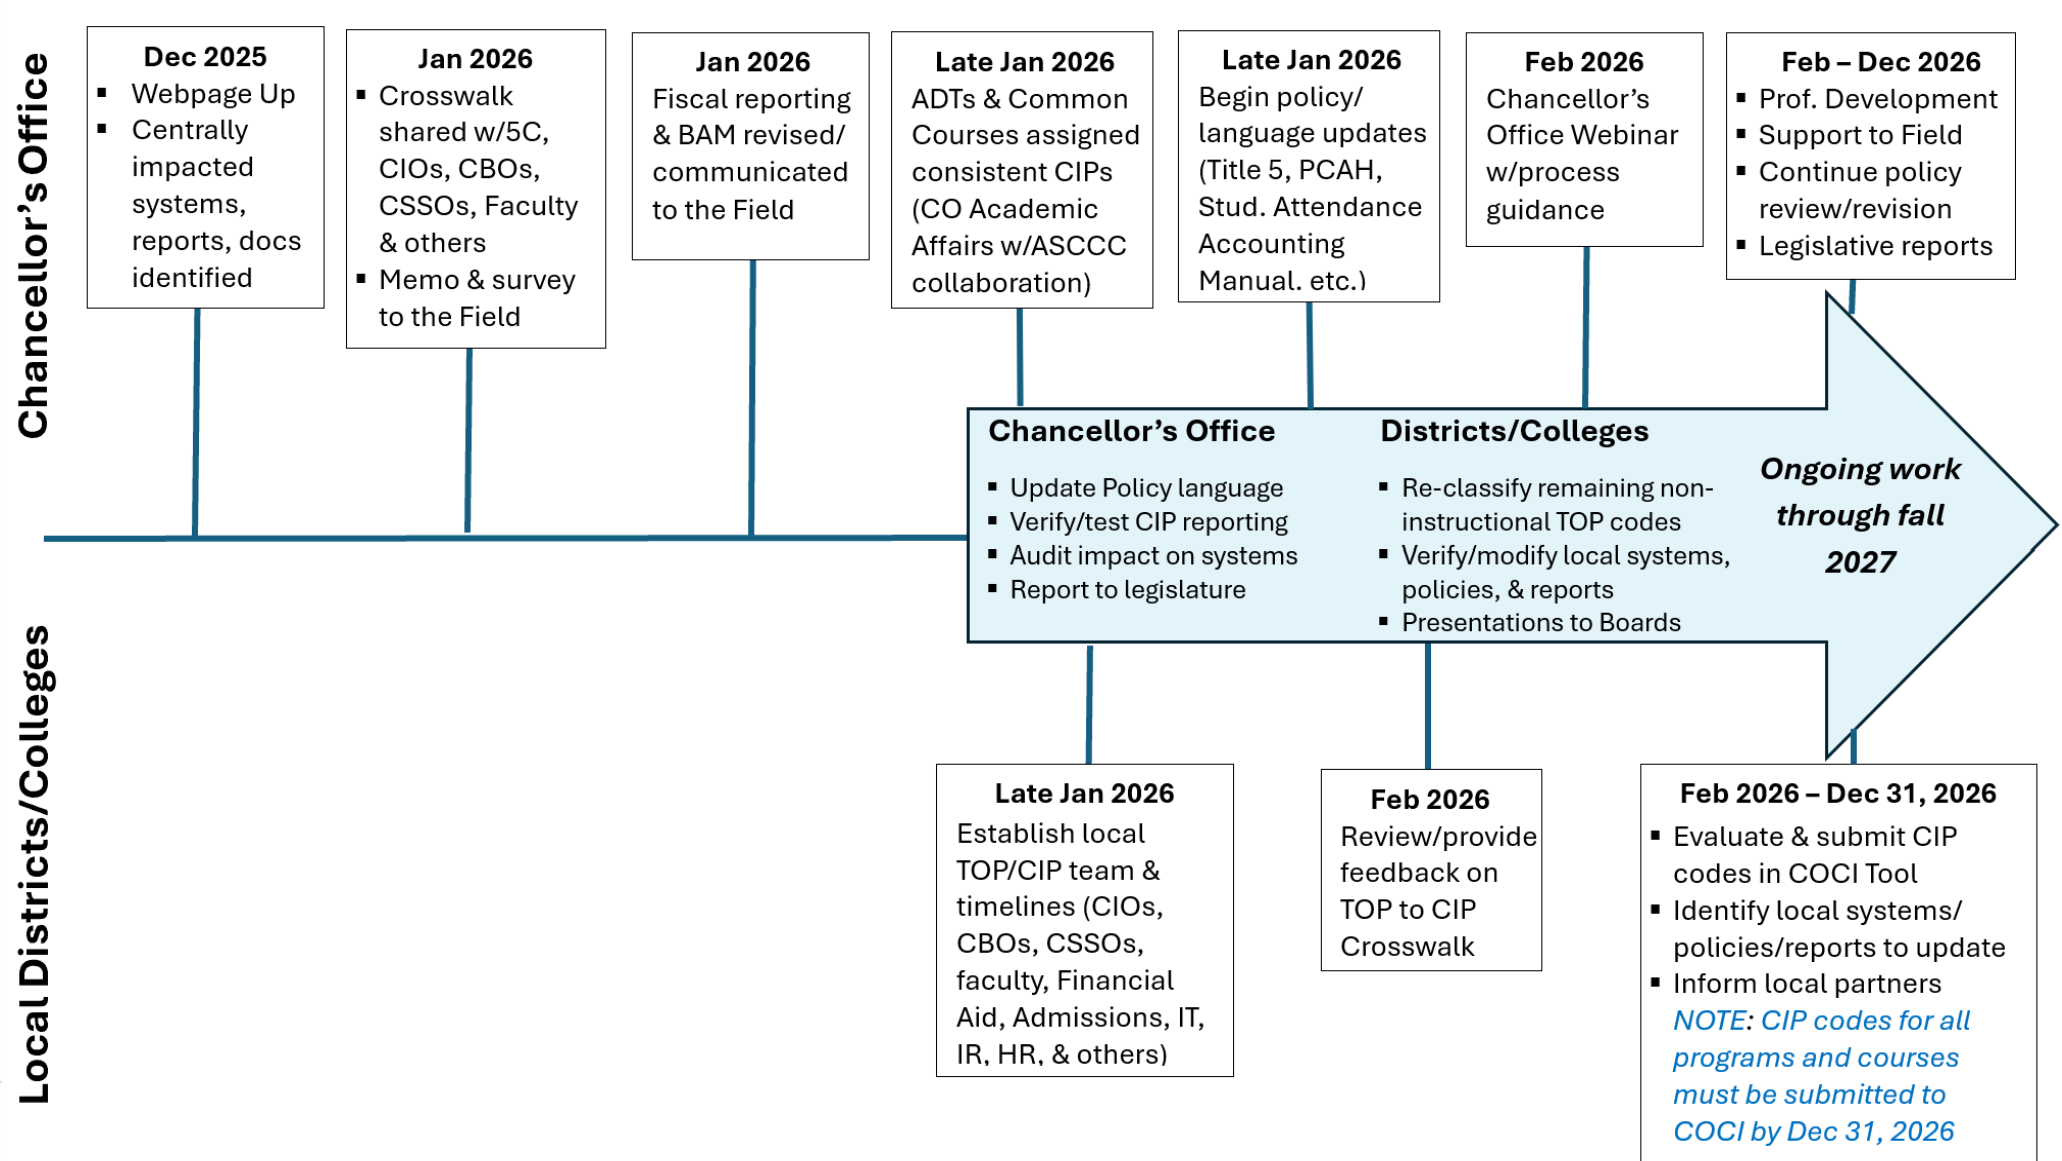 Chancellor's Office
Dec 2025
▪ Webpage Up
▪ Centrally
impacted
systems,
reports, docs
identified
Jan 2026
▪ Crosswalk
shared w/5C,
CIOs, CBOs,
CSSOs, Faculty
& others
▪ Memo & survey
to the Field
Jan 2026
Fiscal reporting
& BAM revised/
communicated
to the Field
Late Jan 2026
ADTs & Common
Courses assigned
consistent CIPs
(CO Academic
Affairs w/ASCCC
collaboration)
Late Jan 2026
Begin policy/
language updates
(Title 5, PCAH,
Stud. Attendance
Accounting
Manual, etc.)
Feb 2026
Chancellor's
Office Webinar
w/process
guidance
Feb – Dec 2026
▪ Prof. Development
▪ Support to Field
▪ Continue policy
review/revision
▪ Legislative reports
Chancellor's Office
▪ Update Policy language
▪ Verify/test CIP reporting
▪ Audit impact on systems
▪ Report to legislature
Districts/Colleges
▪ Re-classify remaining non-
instructional TOP codes
▪ Verify/modify local systems,
policies, & reports
▪ Presentations to Boards
Ongoing work
through fall
2027
Local Districts/Colleges
Late Jan 2026
Establish local
TOP/CIP team &
timelines (CIOs,
CBOs, CSSOs,
faculty, Financial
Aid, Admissions, IT,
IR, HR, & others)
Feb 2026
Review/provide
feedback on
TOP to CIP
Crosswalk
Feb 2026 – Dec 31, 2026
▪ Evaluate & submit CIP
codes in COCI Tool
▪ Identify local systems/
policies/reports to update
▪ Inform local partners
NOTE: CIP codes for all
programs and courses
must be submitted to
COCI by Dec 31, 2026